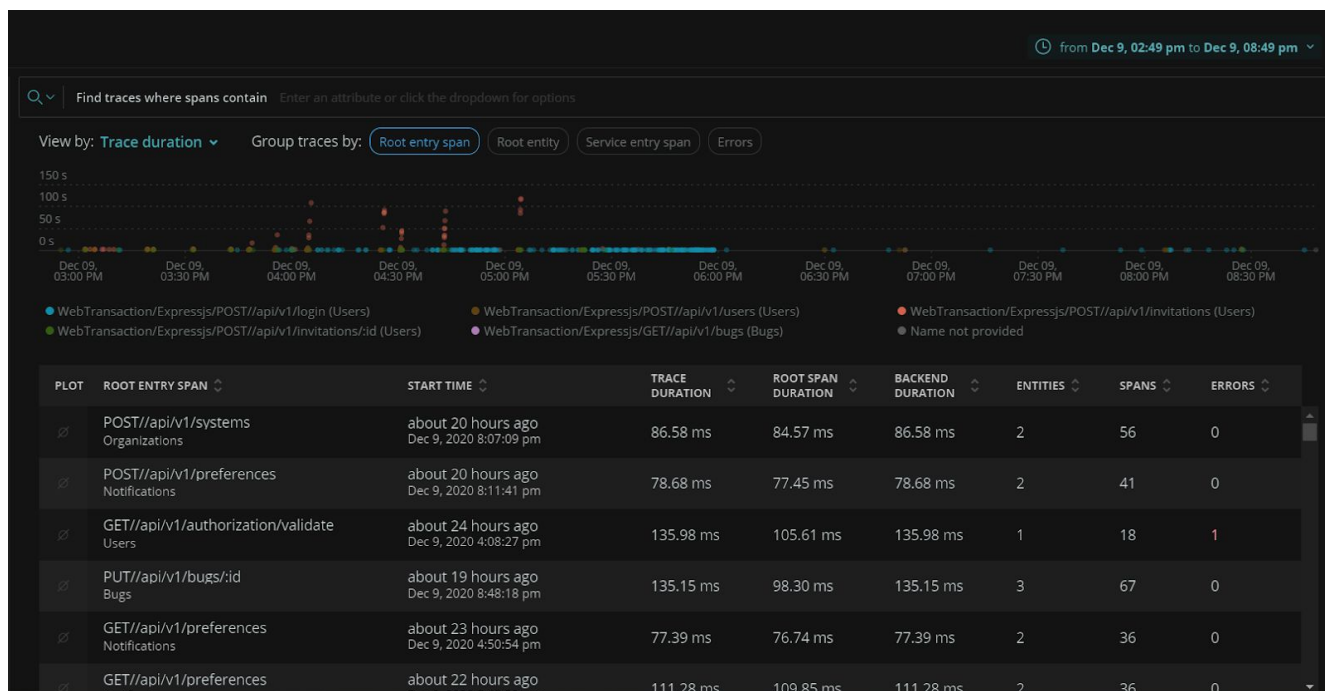 from Dec 9, 02:49 pm to Dec 9, 08:49 pm
Find traces where spans contain Enter an attribute or click the dropdown for options
View by: Trace duration Group traces by: Root entry span Root entity Service entry span Errors
150 s
100 s
50 s
0 s
Dec 09, 03:00 PM
Dec 09, 03:30 PM
Dec 09, 04:00 PM
Dec 09, 04:30 PM
Dec 09, 05:00 PM
Dec 09, 05:30 PM
Dec 09, 06:00 PM
Dec 09, 06:30 PM
Dec 09, 07:00 PM
Dec 09, 07:30 PM
Dec 09, 08:00 PM
Dec 09, 08:30 PM
WebTransaction/Expressjs/POST//api/v1/login (Users) WebTransaction/Expressjs/POST//api/v1/users (Users) WebTransaction/Expressjs/POST//api/v1/invitations (Users)
WebTransaction/Expressjs/POST//api/v1/invitations/:id (Users) WebTransaction/Expressjs/GET//api/v1/bugs (Bugs) Name not provided
PLOT ROOT ENTRY SPAN START TIME TRACE DURATION ROOT SPAN DURATION BACKEND DURATION ENTITIES SPANS ERRORS
POST//api/v1/systems about 20 hours ago 86.58 ms 84.57 ms 86.58 ms 2 56 0
Organizations Dec 9, 2020 8:07:09 pm
POST//api/v1/preferences about 20 hours ago 78.68 ms 77.45 ms 78.68 ms 2 41 0
Notifications Dec 9, 2020 8:11:41 pm
GET//api/v1/authorization/validate about 24 hours ago 135.98 ms 105.61 ms 135.98 ms 1 18 1
Users Dec 9, 2020 4:08:27 pm
PUT//api/v1/bugs/:id about 19 hours ago 135.15 ms 98.30 ms 135.15 ms 3 67 0
Bugs Dec 9, 2020 8:48:18 pm
GET//api/v1/preferences about 23 hours ago 77.39 ms 76.74 ms 77.39 ms 2 36 0
Notifications Dec 9, 2020 4:50:54 pm
GET//api/v1/preferences about 22 hours ago 111.28 ms 109.85 ms 111.28 ms 2 36 0